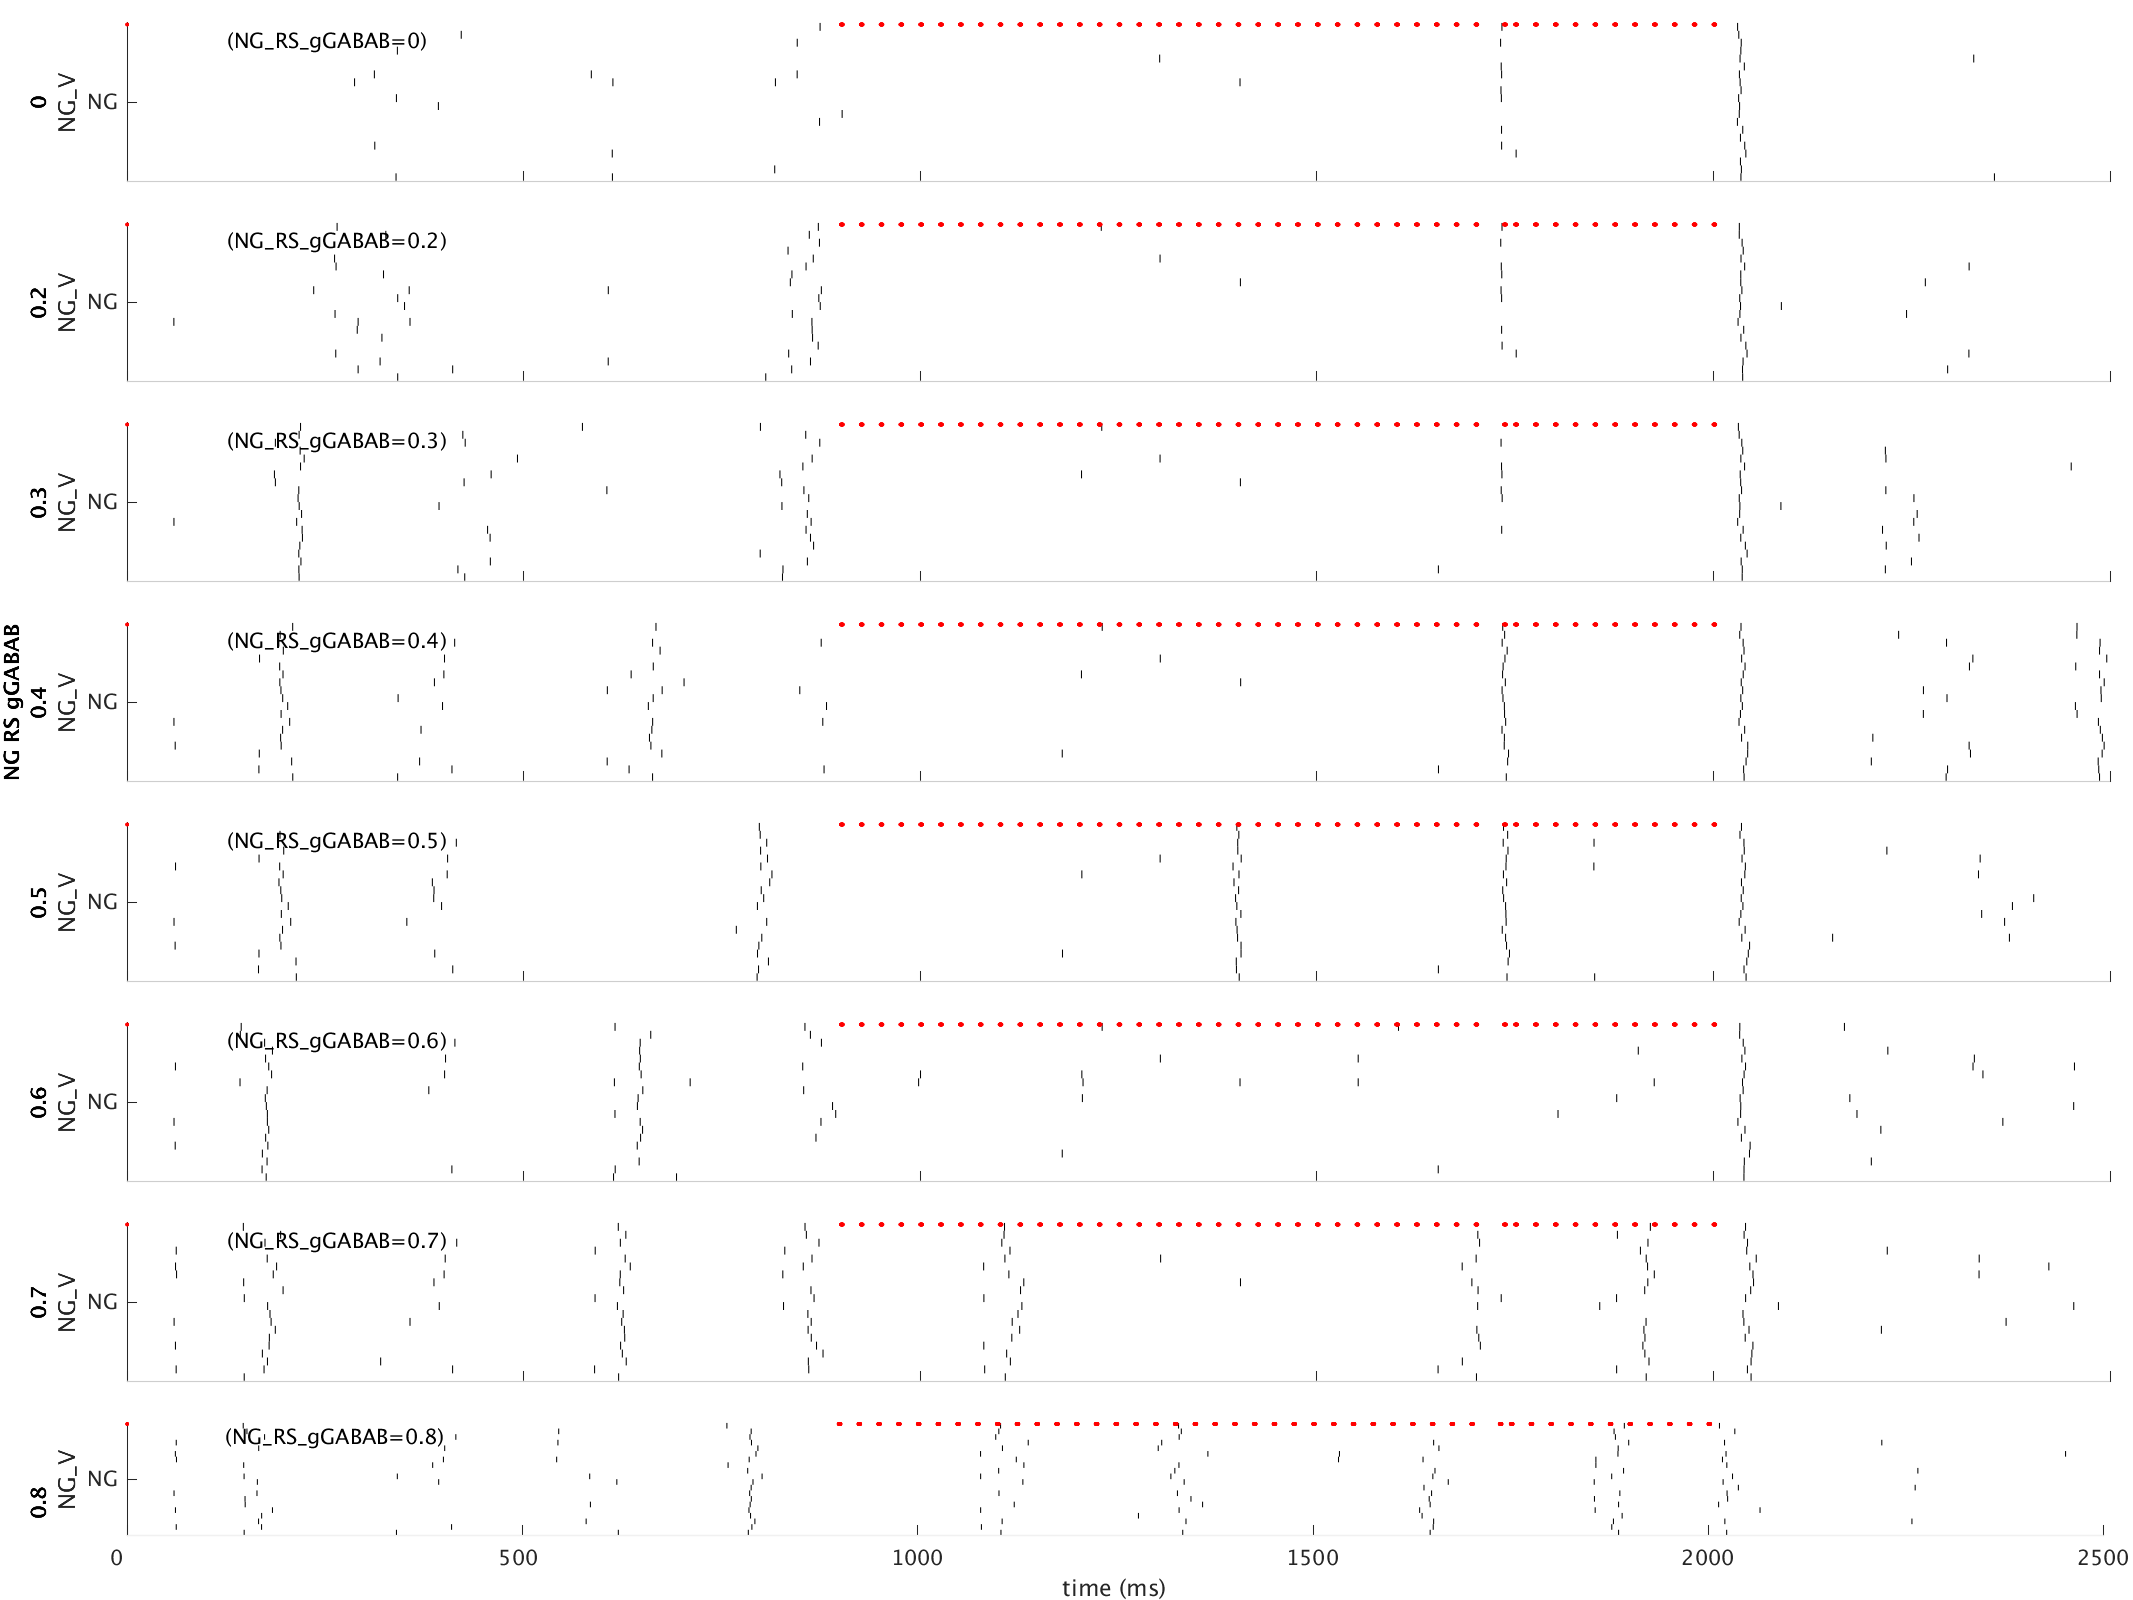 NG RS gGABAB
0
NG_V
NG
(NG_RS_gGABAB=0)
0.2
NG_V
NG
(NG_RS_gGABAB=0.2)
0.3
NG_V
NG
(NG_RS_gGABAB=0.3)
0.4
NG_V
NG
(NG_RS_gGABAB=0.4)
0.5
NG_V
NG
(NG_RS_gGABAB=0.5)
0.6
NG_V
NG
(NG_RS_gGABAB=0.6)
0.7
NG_V
NG
(NG_RS_gGABAB=0.7)
0.8
NG_V
NG
(NG_RS_gGABAB=0.8)
0 500 1000 1500 2000 2500
time (ms)